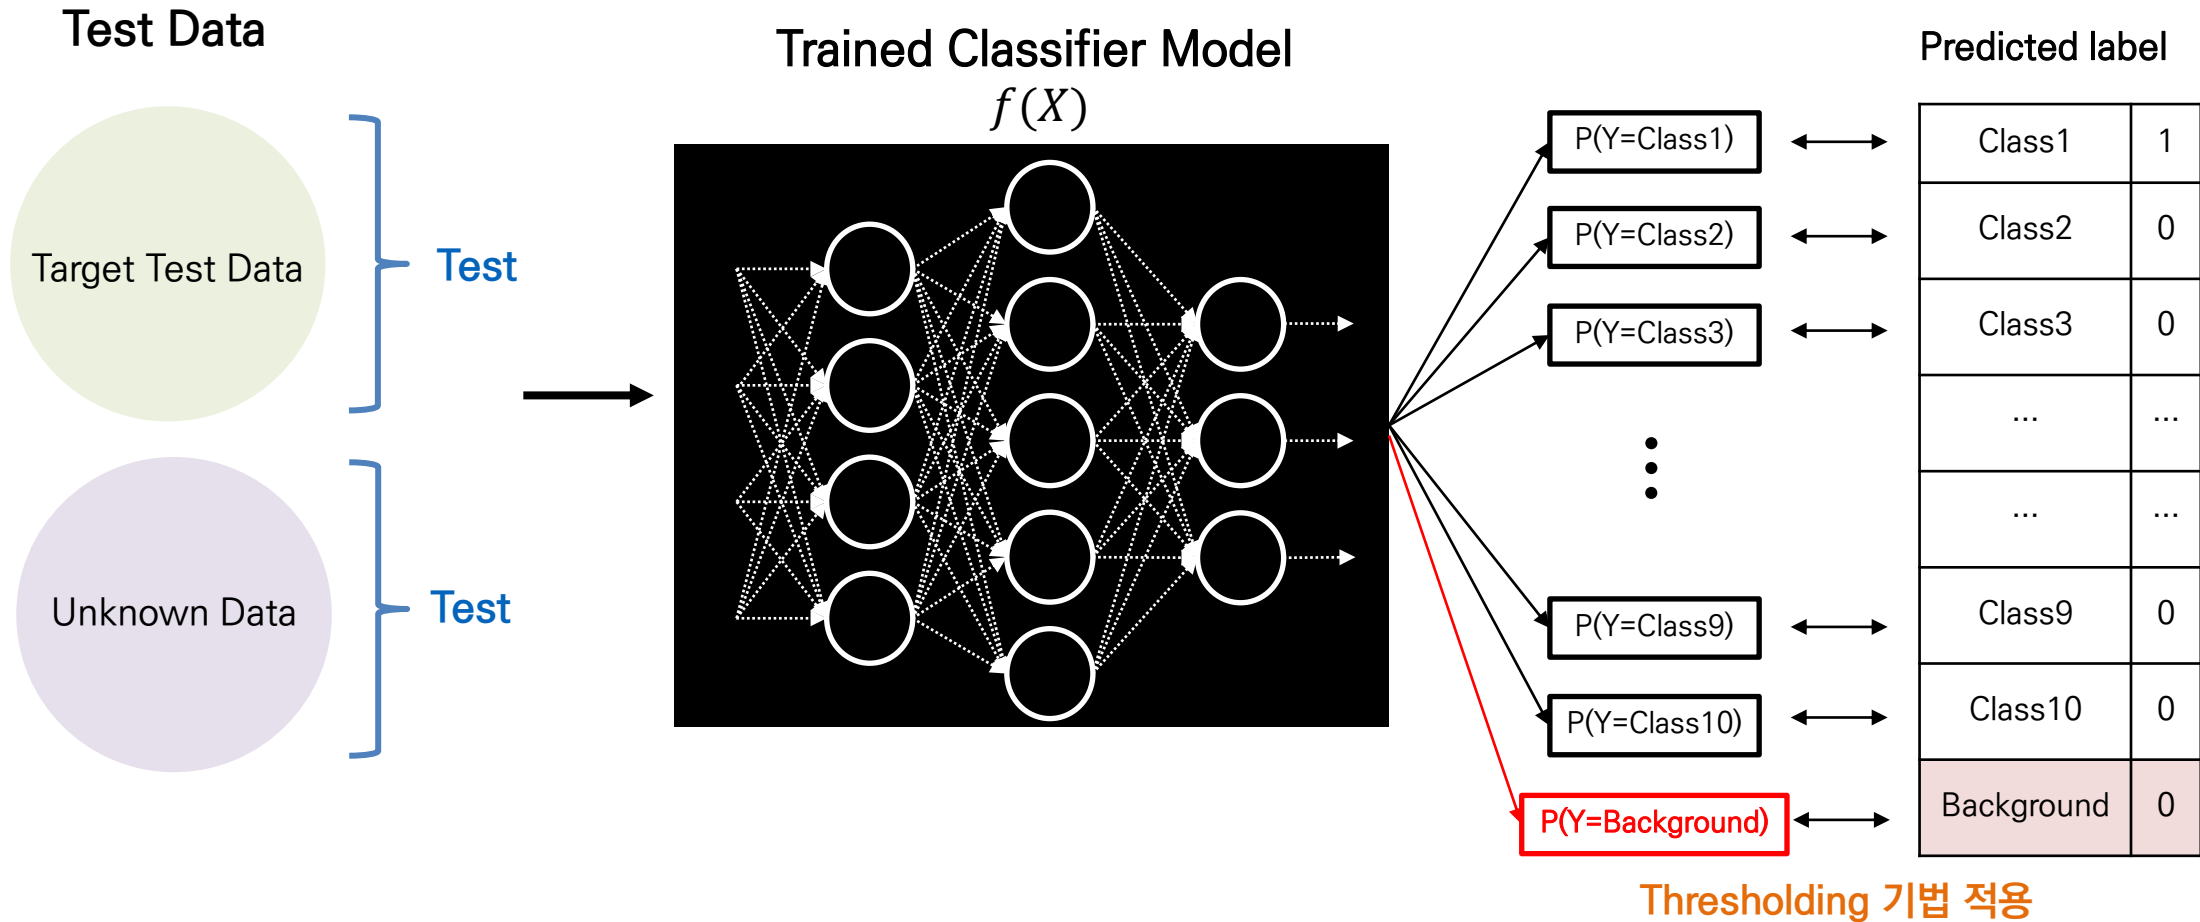 Test Data
Target Test Data
Test
Unknown Data
Test
Trained Classifier Model
f(X)
P(Y=Class1)
P(Y=Class2)
P(Y=Class3)
P(Y=Class9)
P(Y=Class10)
P(Y=Background)
Predicted label
Class1 1
Class2 0
Class3 0
... ...
... ...
Class9 0
Class10 0
Background 0
Thresholding 기법 적용